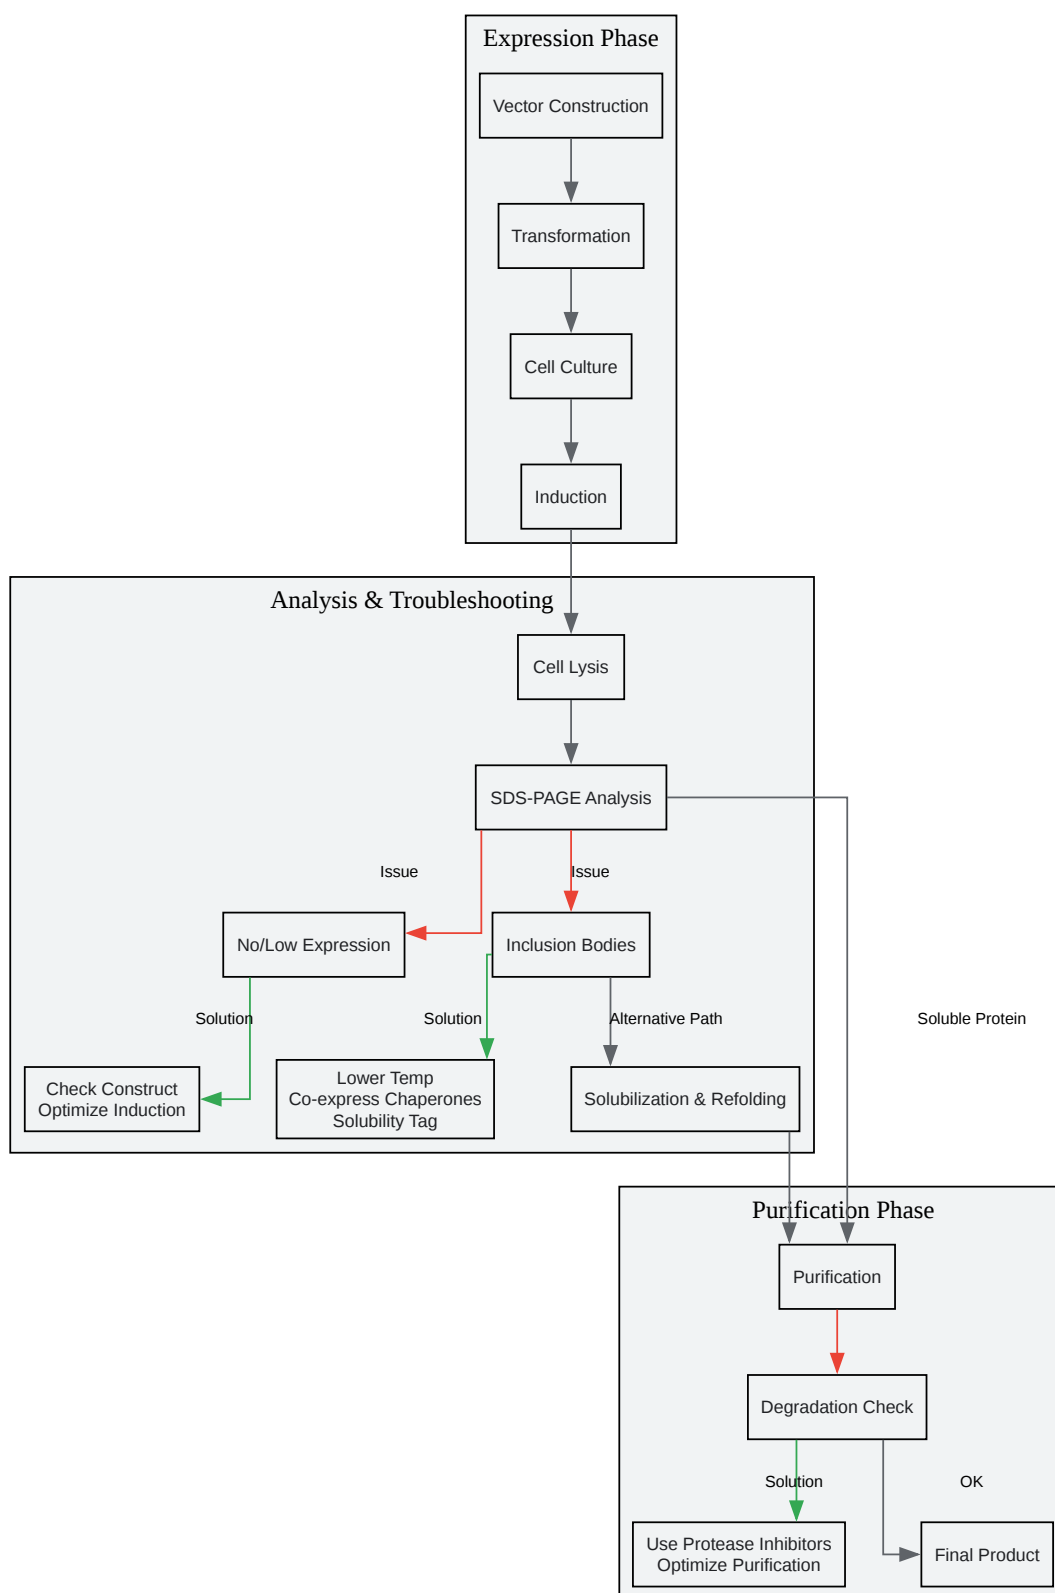 Expression Phase
Vector Construction
Transformation
Cell Culture
Induction
Analysis & Troubleshooting
Cell Lysis
SDS-PAGE Analysis
Issue
Issue
No/Low Expression
Inclusion Bodies
Solution
Solution
Alternative Path
Soluble Protein
Check Construct
Optimize Induction
Lower Temp
Co-express Chaperones
Solubility Tag
Solubilization & Refolding
Purification Phase
Purification
Degradation Check
Solution
OK
Use Protease Inhibitors
Optimize Purification
Final Product